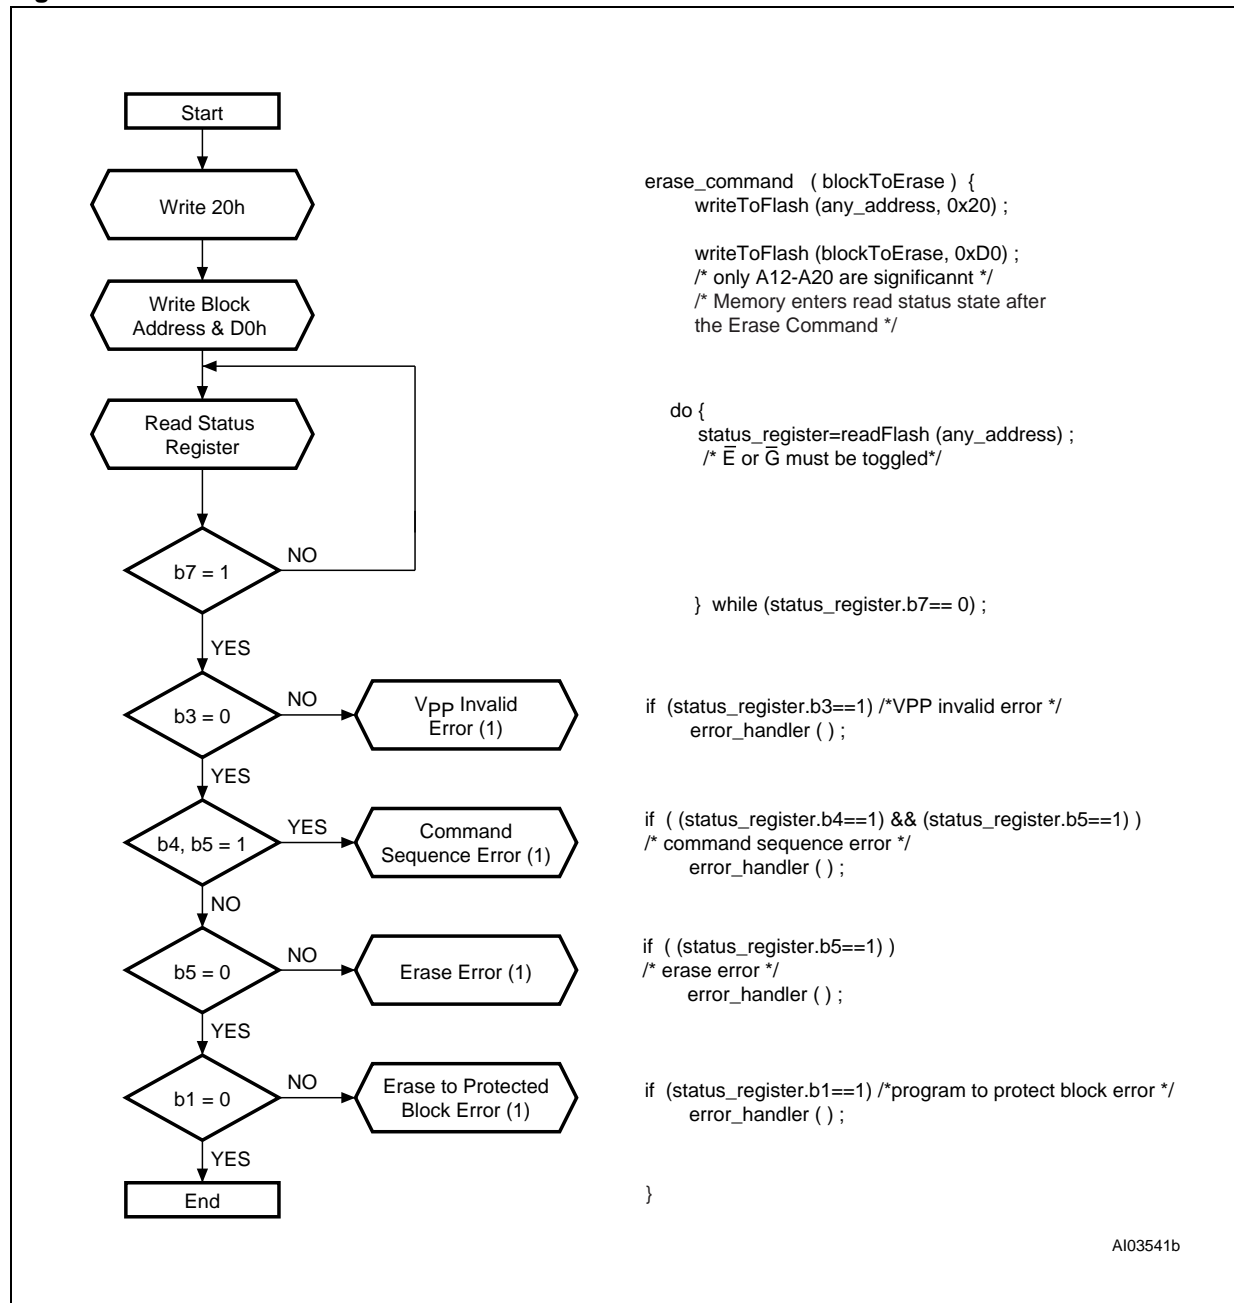 Start
Write 20h
Write Block
Address & D0h
Read Status
Register
b7 = 1
NO
YES
b3 = 0
NO
VPP Invalid
Error (1)
YES
b4, b5 = 1
YES
Command
Sequence Error (1)
NO
b5 = 0
NO
Erase Error (1)
YES
b1 = 0
NO
Erase to Protected
Block Error (1)
YES
End
erase_command ( blockToErase ) {
writeToFlash (any_address, 0x20) ;
writeToFlash (blockToErase, 0xD0) ;
/* only A12-A20 are significannt */
/* Memory enters read status state after
the Erase Command */
do {
status_register=readFlash (any_address) ;
/* E̅ or G̅ must be toggled*/
} while (status_register.b7== 0) ;
if (status_register.b3==1) /*VPP invalid error */
error_handler ( ) ;
if ( (status_register.b4==1) && (status_register.b5==1) )
/* command sequence error */
error_handler ( ) ;
if ( (status_register.b5==1) )
/* erase error */
error_handler ( ) ;
if (status_register.b1==1) /*program to protect block error */
error_handler ( ) ;
}
AI03541b